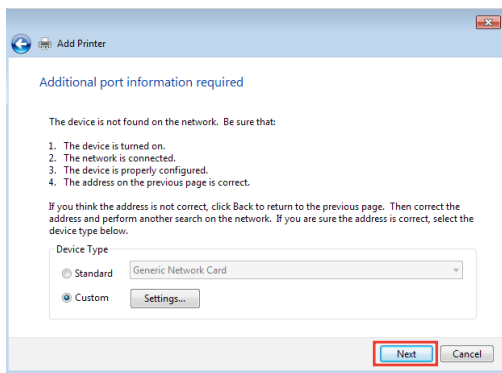 Add Printer
Additional port information required
The device is not found on the network. Be sure that:
1. The device is turned on.
2. The network is connected.
3. The device is properly configured.
4. The address on the previous page is correct.
If you think the address is not correct, click Back to return to the previous page. Then correct the
address and perform another search on the network. If you are sure the address is correct, select the
device type below.
Device Type
Standard Generic Network Card
Custom Settings...
Next Cancel